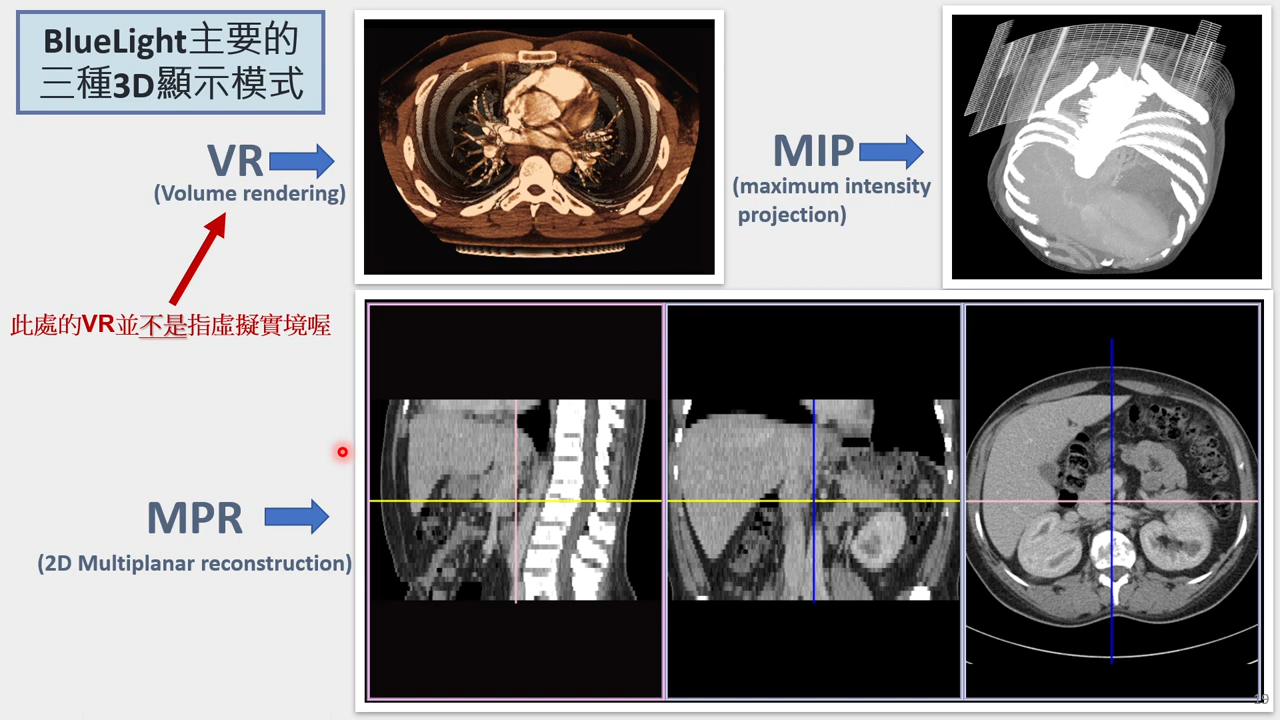 BlueLight主要的
三種3D顯示模式
VR
(Volume rendering)
此處的VR並不是指虛擬實境喔
MIP
(maximum intensity
projection)
MPR
(2D Multiplanar reconstruction)
19